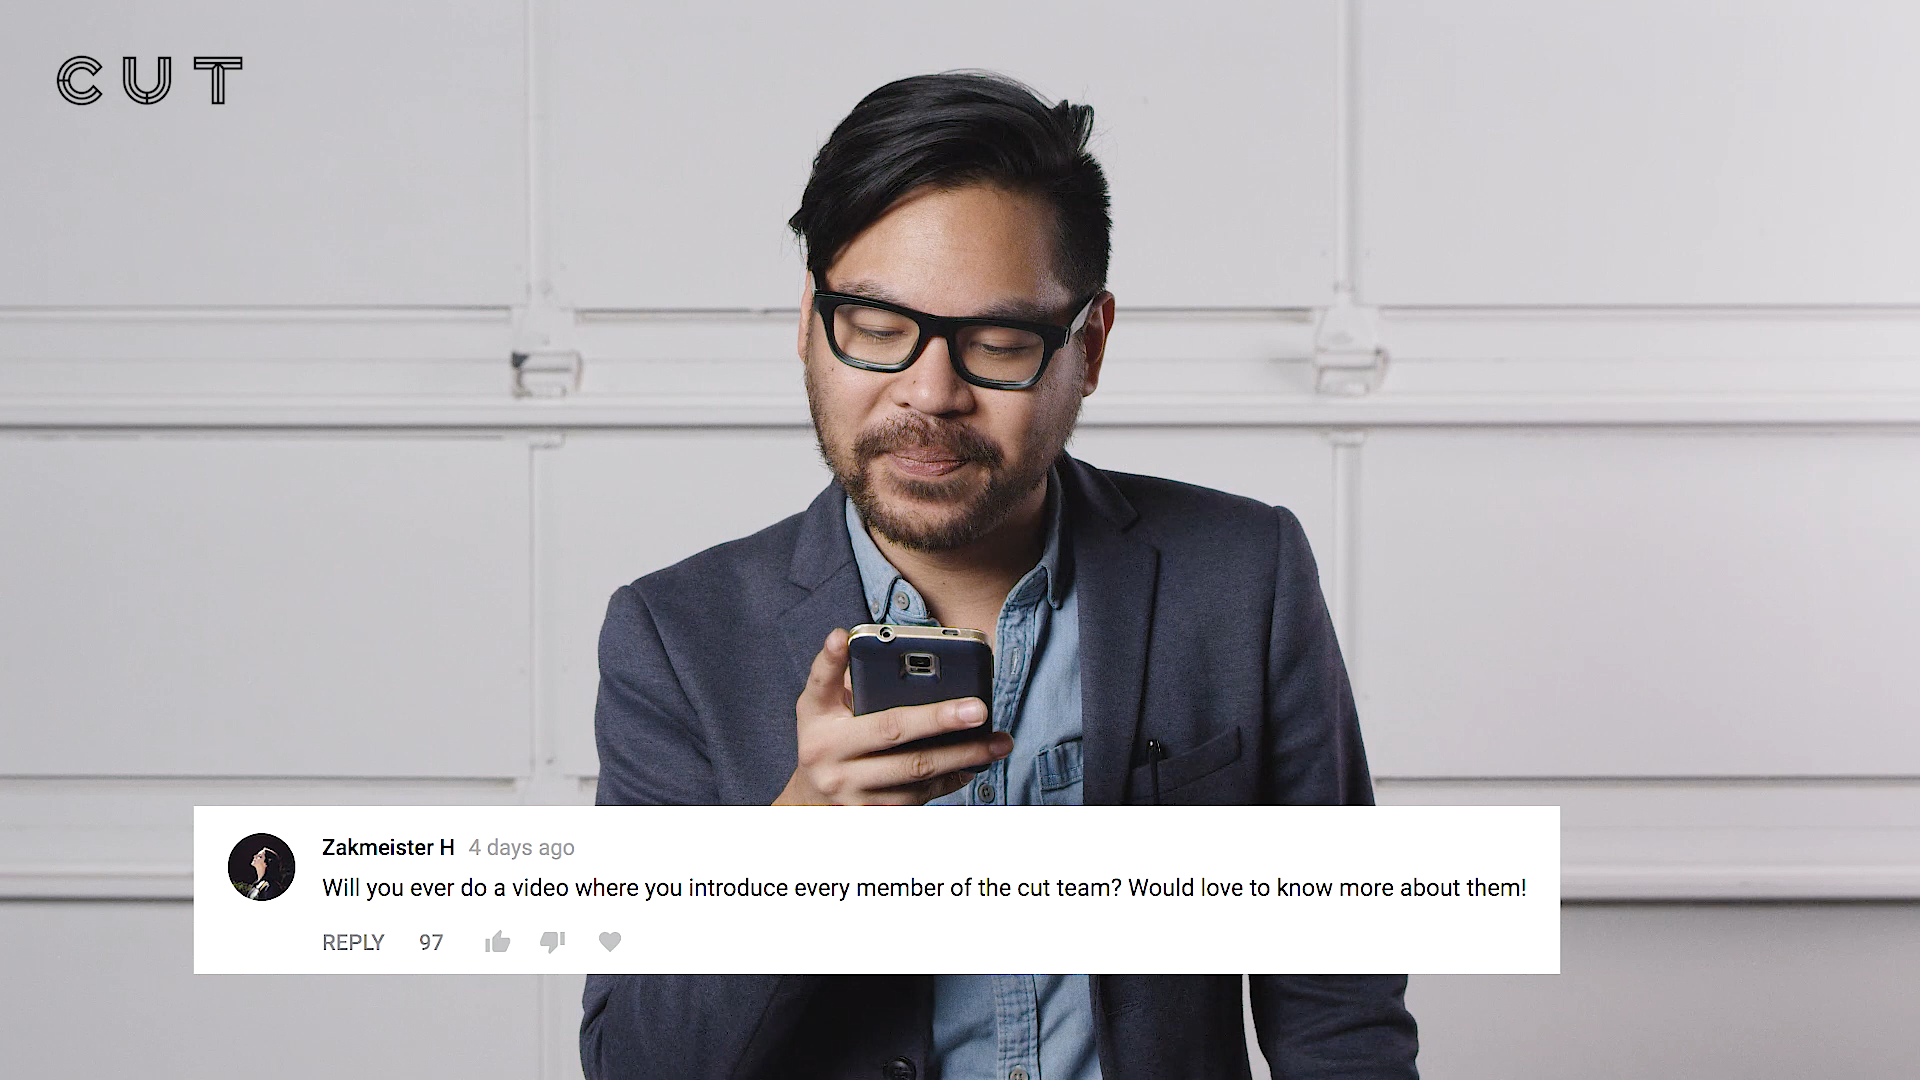 CUT
Zakmeister H 4 days ago
Will you ever do a video where you introduce every member of the cut team? Would love to know more about them!
REPLY 97